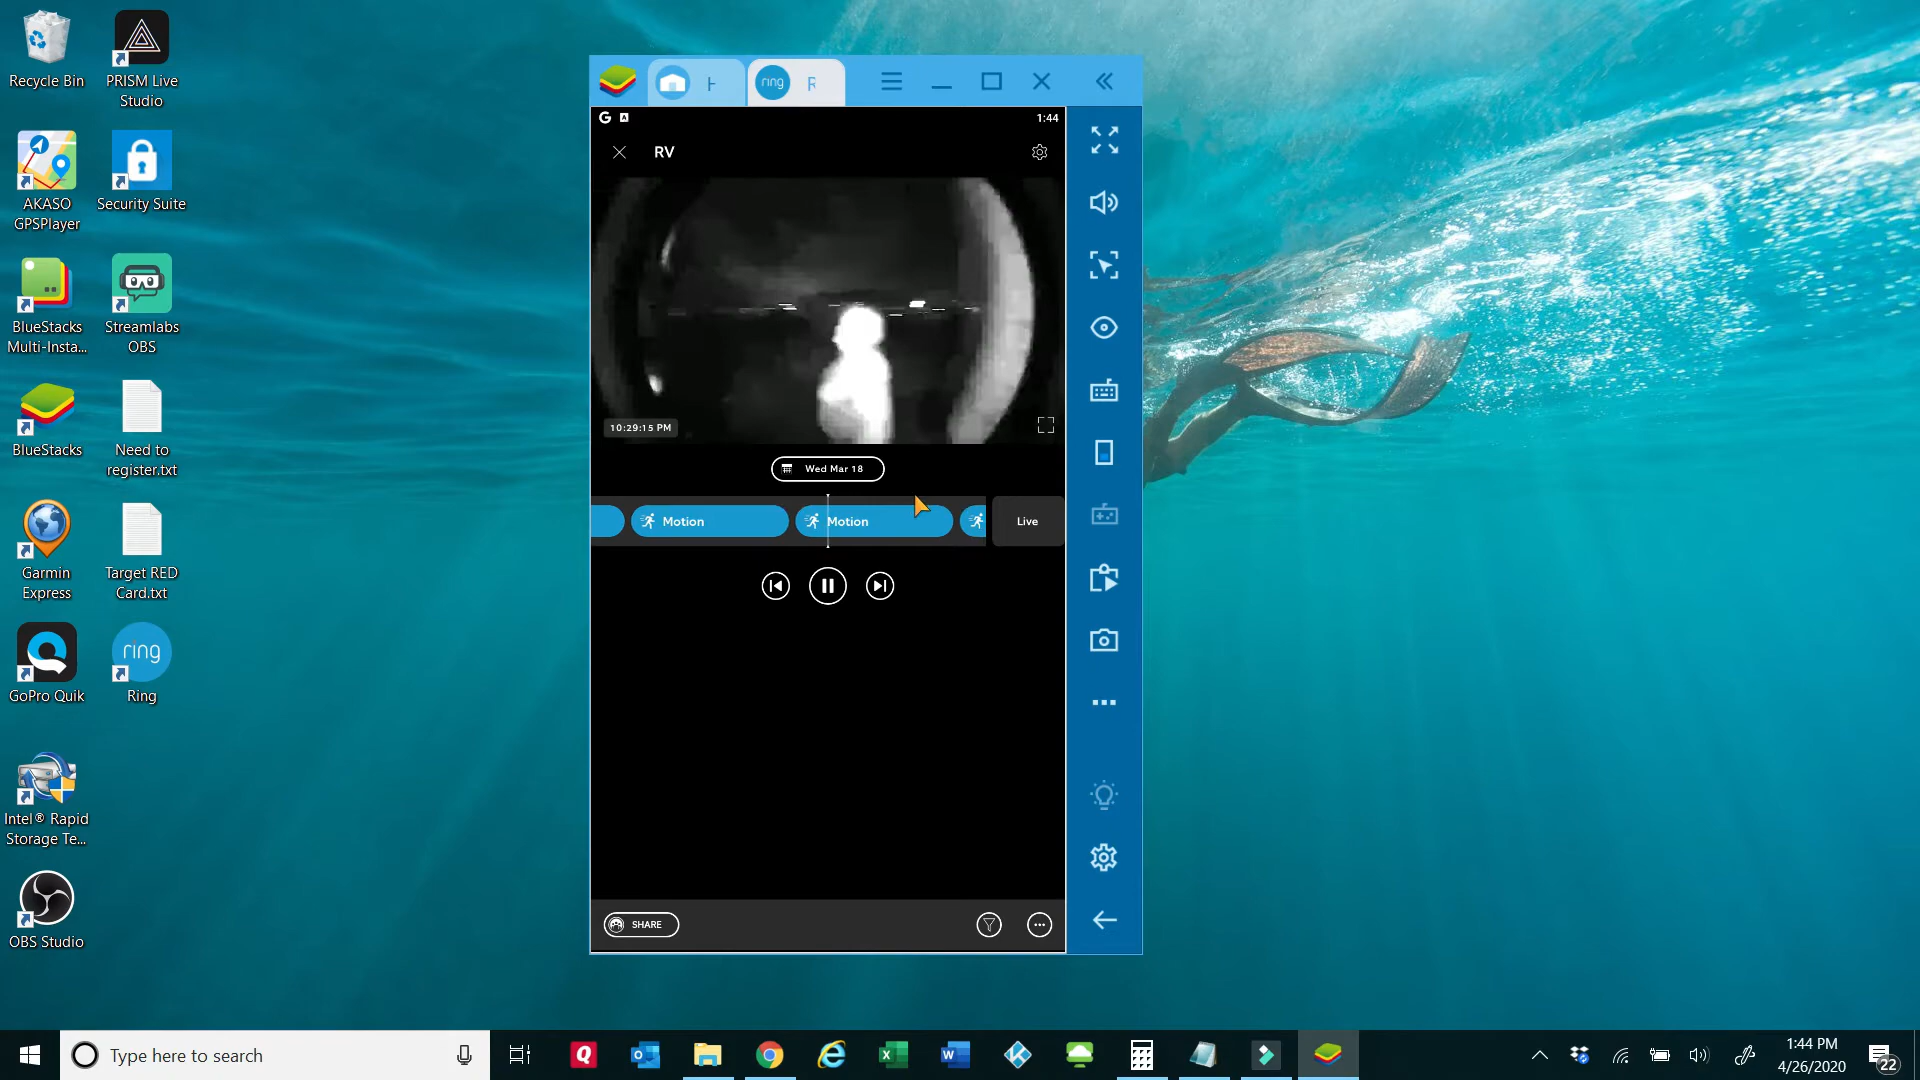 Recycle Bin
PRISM Live
Studio
AKASO
GPSPlayer
Security Suite
BlueStacks
Multi-Insta...
Streamlabs
OBS
BlueStacks
Need to
register.txt
Garmin
Express
Target RED
Card.txt
GoPro Quik
ring
Ring
Intel® Rapid
Storage Te...
OBS Studio
H
ring
R
G
A
1:44
RV
10:29:15 PM
Wed Mar 18
Motion
Motion
Live
SHARE
Type here to search
1:44 PM
4/26/2020
22